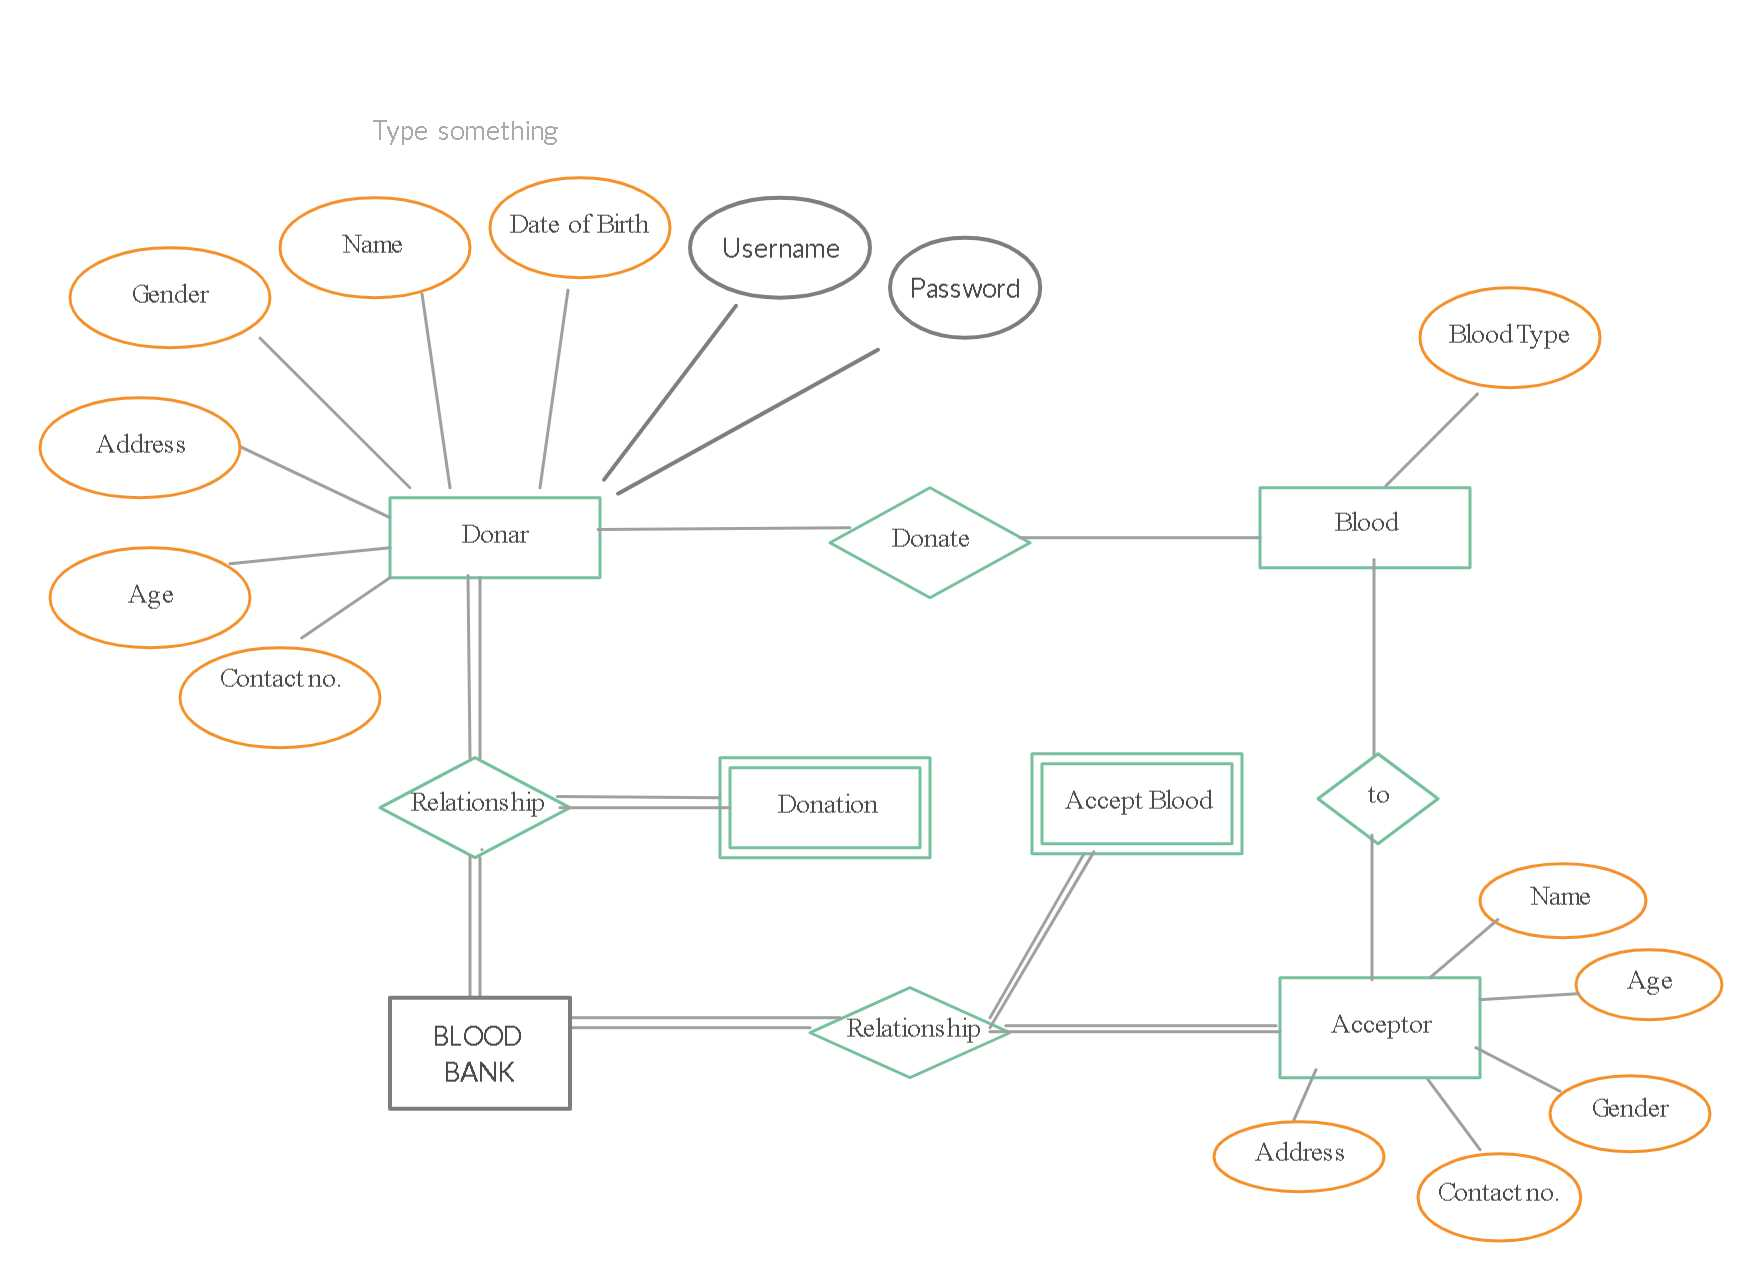 Type something
Date of Birth
Name
Username
Gender
Password
Blood Type
Address
Donar
Donate
Blood
Age
Contact no.
Relationship
Donation
Accept Blood
to
Name
Age
BLOOD
BANK
Relationship
Acceptor
Gender
Address
Contact no.